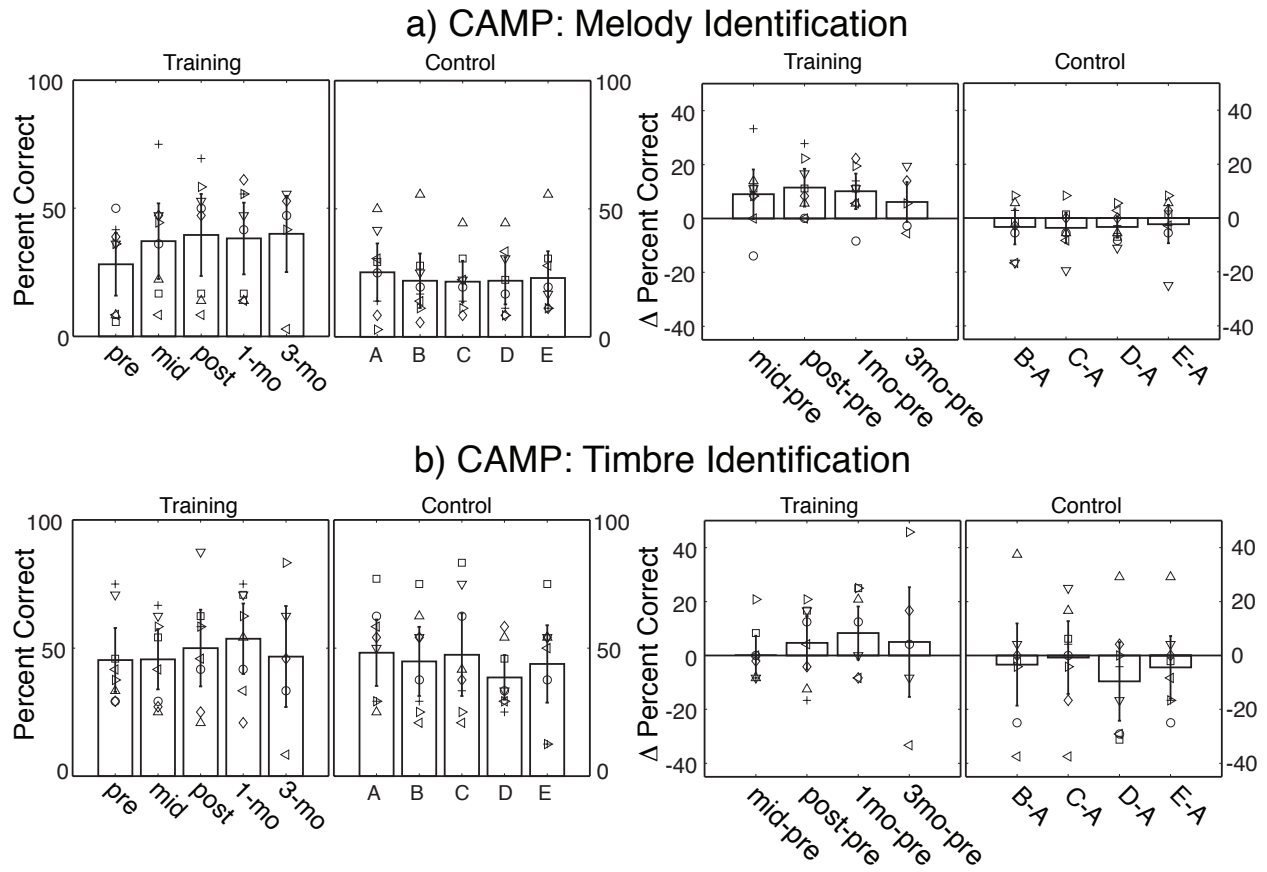 a) CAMP: Melody Identification
Training Control Training Control
Percent Correct
100 50 0
100 50 0
pre mid post 1-mo 3-mo
A B C D E
Δ Percent Correct
40 20 0 -20 -40
40 20 0 -20 -40
mid-pre post-pre 1mo-pre 3mo-pre
B-A C-A D-A E-A
b) CAMP: Timbre Identification
Training Control Training Control
Percent Correct
100 50 0
100 50 0
pre mid post 1-mo 3-mo
A B C D E
Δ Percent Correct
40 20 0 -20 -40
40 20 0 -20 -40
mid-pre post-pre 1mo-pre 3mo-pre
B-A C-A D-A E-A